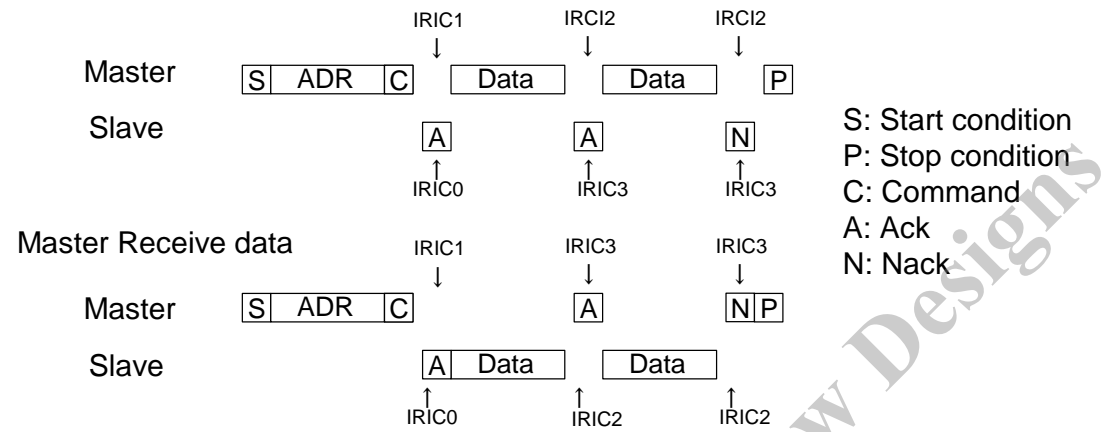 IRIC1 IRCI2 IRCI2
↓ ↓ ↓
Master S ADR C Data Data P
Slave A A N
↑ ↑ ↑
IRIC0 IRIC3 IRIC3
S: Start condition
P: Stop condition
C: Command
A: Ack
N: Nack
Master Receive data
IRIC1 IRIC3 IRIC3
↓ ↓ ↓
Master S ADR C A N P
Slave A Data Data
↑ ↑ ↑
IRIC0 IRIC2 IRIC2
w Designs